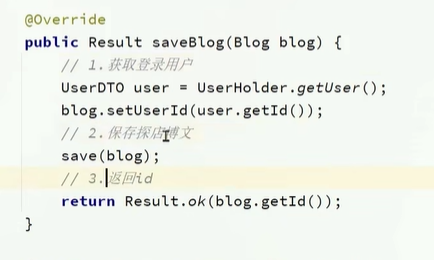 @Override
public Result saveBlog(Blog blog) {
    // 1.获取登录用户
    UserDTO user = UserHolder.getUser();
    blog.setUserId(user.getId());
    // 2.保存探店博文
    save(blog);
    // 3.返回id
    return Result.ok(blog.getId());
}